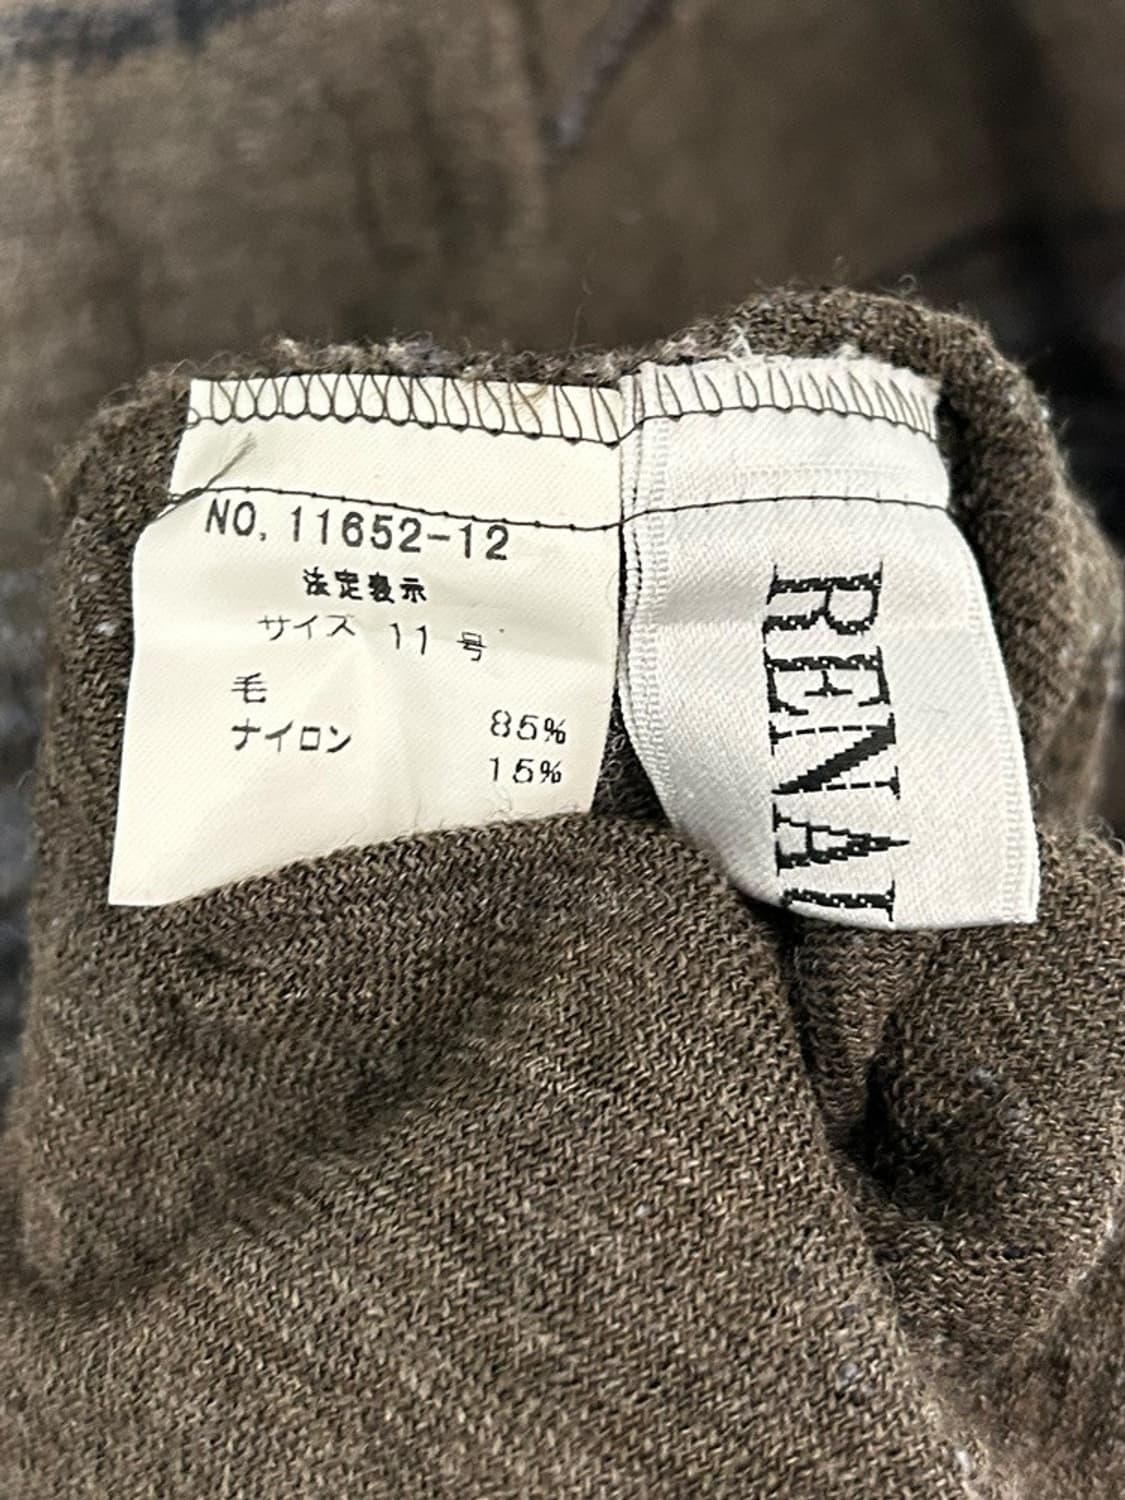 NO, 11652-12
法定表示
サイズ 11 号
毛 85%
ナイロン 15%
RENA